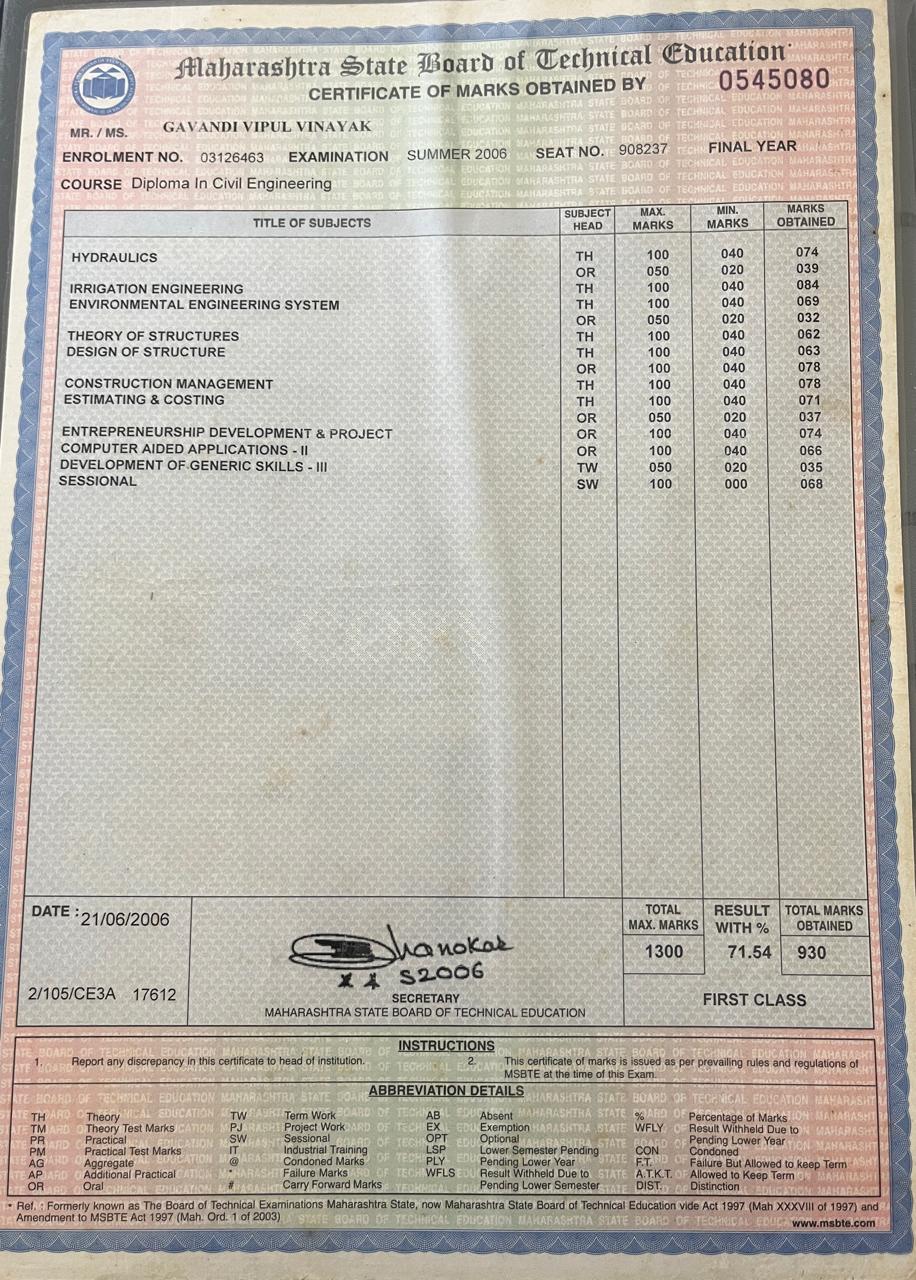 Maharashtra State Board of Technical Education
CERTIFICATE OF MARKS OBTAINED BY 0545080
MR. / MS. GAVANDI VIPUL VINAYAK
ENROLMENT NO. 03126463 EXAMINATION SUMMER 2006 SEAT NO. 908237 FINAL YEAR
COURSE Diploma In Civil Engineering
TITLE OF SUBJECTS SUBJECT HEAD MAX. MARKS MIN. MARKS MARKS OBTAINED
HYDRAULICS TH 100 040 074
OR 050 020 039
IRRIGATION ENGINEERING TH 100 040 084
ENVIRONMENTAL ENGINEERING SYSTEM TH 100 040 069
OR 050 020 032
THEORY OF STRUCTURES TH 100 040 062
DESIGN OF STRUCTURE TH 100 040 063
OR 100 040 078
CONSTRUCTION MANAGEMENT TH 100 040 078
ESTIMATING & COSTING TH 100 040 071
OR 050 020 037
ENTREPRENEURSHIP DEVELOPMENT & PROJECT OR 100 040 074
COMPUTER AIDED APPLICATIONS - II OR 100 040 066
DEVELOPMENT OF GENERIC SKILLS - III TW 050 020 035
SESSIONAL SW 100 000 068
DATE : 21/06/2006
TOTAL MAX. MARKS RESULT WITH % TOTAL MARKS OBTAINED
1300 71.54 930
S2006
2/105/CE3A 17612
SECRETARY
MAHARASHTRA STATE BOARD OF TECHNICAL EDUCATION
FIRST CLASS
INSTRUCTIONS
1. Report any discrepancy in this certificate to head of institution.
2. This certificate of marks is issued as per prevailing rules and regulations of
MSBTE at the time of this Exam.
ABBREVIATION DETAILS
TH Theory TW Term Work AB Absent % Percentage of Marks
TM Theory Test Marks PJ Project Work EX Exemption WFLY Result Withheld Due to
PR Practical SW Sessional OPT Optional Pending Lower Year
PM Practical Test Marks IT Industrial Training LSP Lower Semester Pending CON Condoned
AG Aggregate @ Condoned Marks PLY Pending Lower Year F.T. Failure But Allowed to keep Term
AP Additional Practical * Failure Marks WFLS Result Withheld Due to A.T.K.T. Allowed to Keep Term
OR Oral # Carry Forward Marks Pending Lower Semester DIST. Distinction
* Ref. : Formerly known as The Board of Technical Examinations Maharashtra State, now Maharashtra State Board of Technical Education vide Act 1997 (Mah XXXVIII of 1997) and
Amendment to MSBTE Act 1997 (Mah. Ord. 1 of 2003)
www.msbte.com